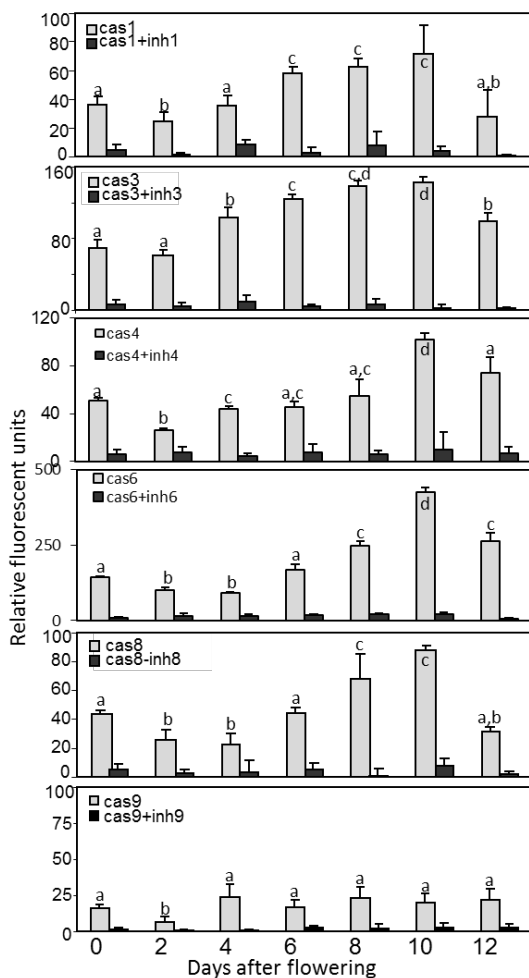 Relative fluorescent units
100
80
60
40
20
0
cas1
cas1+inh1
a b a c c c a,b
160
80
0
cas3
cas3+inh3
a a b c c,d d b
120
80
40
0
cas4
cas4+inh4
a b c a,c a,c d a
500
250
0
cas6
cas6+inh6
a b b a c d c
100
80
60
40
20
0
cas8
cas8-inh8
a b b a c c a,b
100
75
50
25
0
cas9
cas9+inh9
a b a a a a a
0 2 4 6 8 10 12
Days after flowering